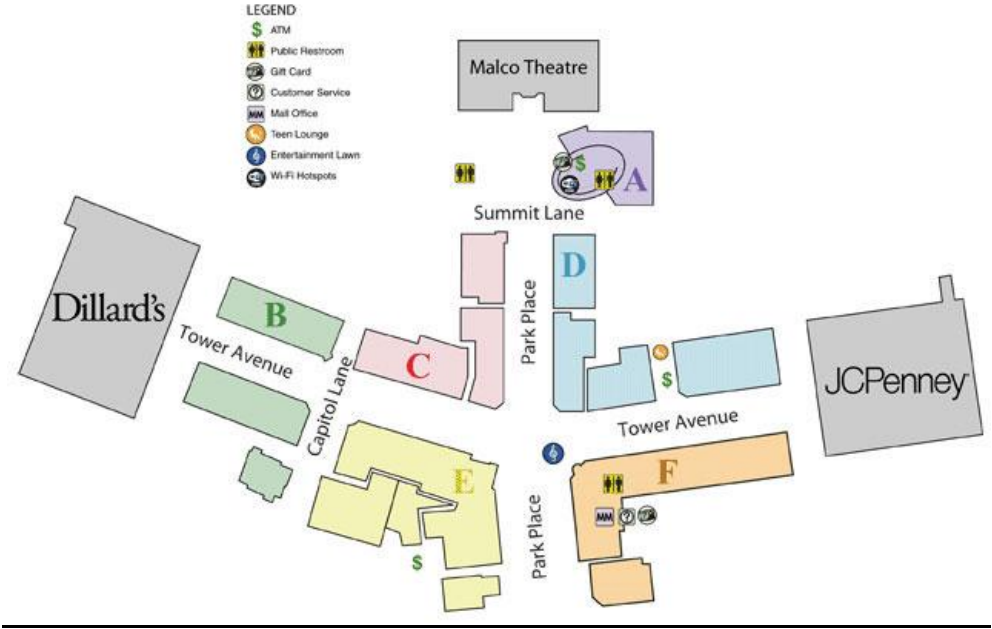 LEGEND
$ ATM
Public Restroom
Gift Card
? Customer Service
MM Mall Office
Teen Lounge
Entertainment Lawn
Wi-Fi Hotspots
Malco Theatre
$
A
Summit Lane
Dillard's
B
Tower Avenue
Capitol Lane
C
Park Place
D
$
JCPenney
Tower Avenue
E
$
F
MM ?
Park Place